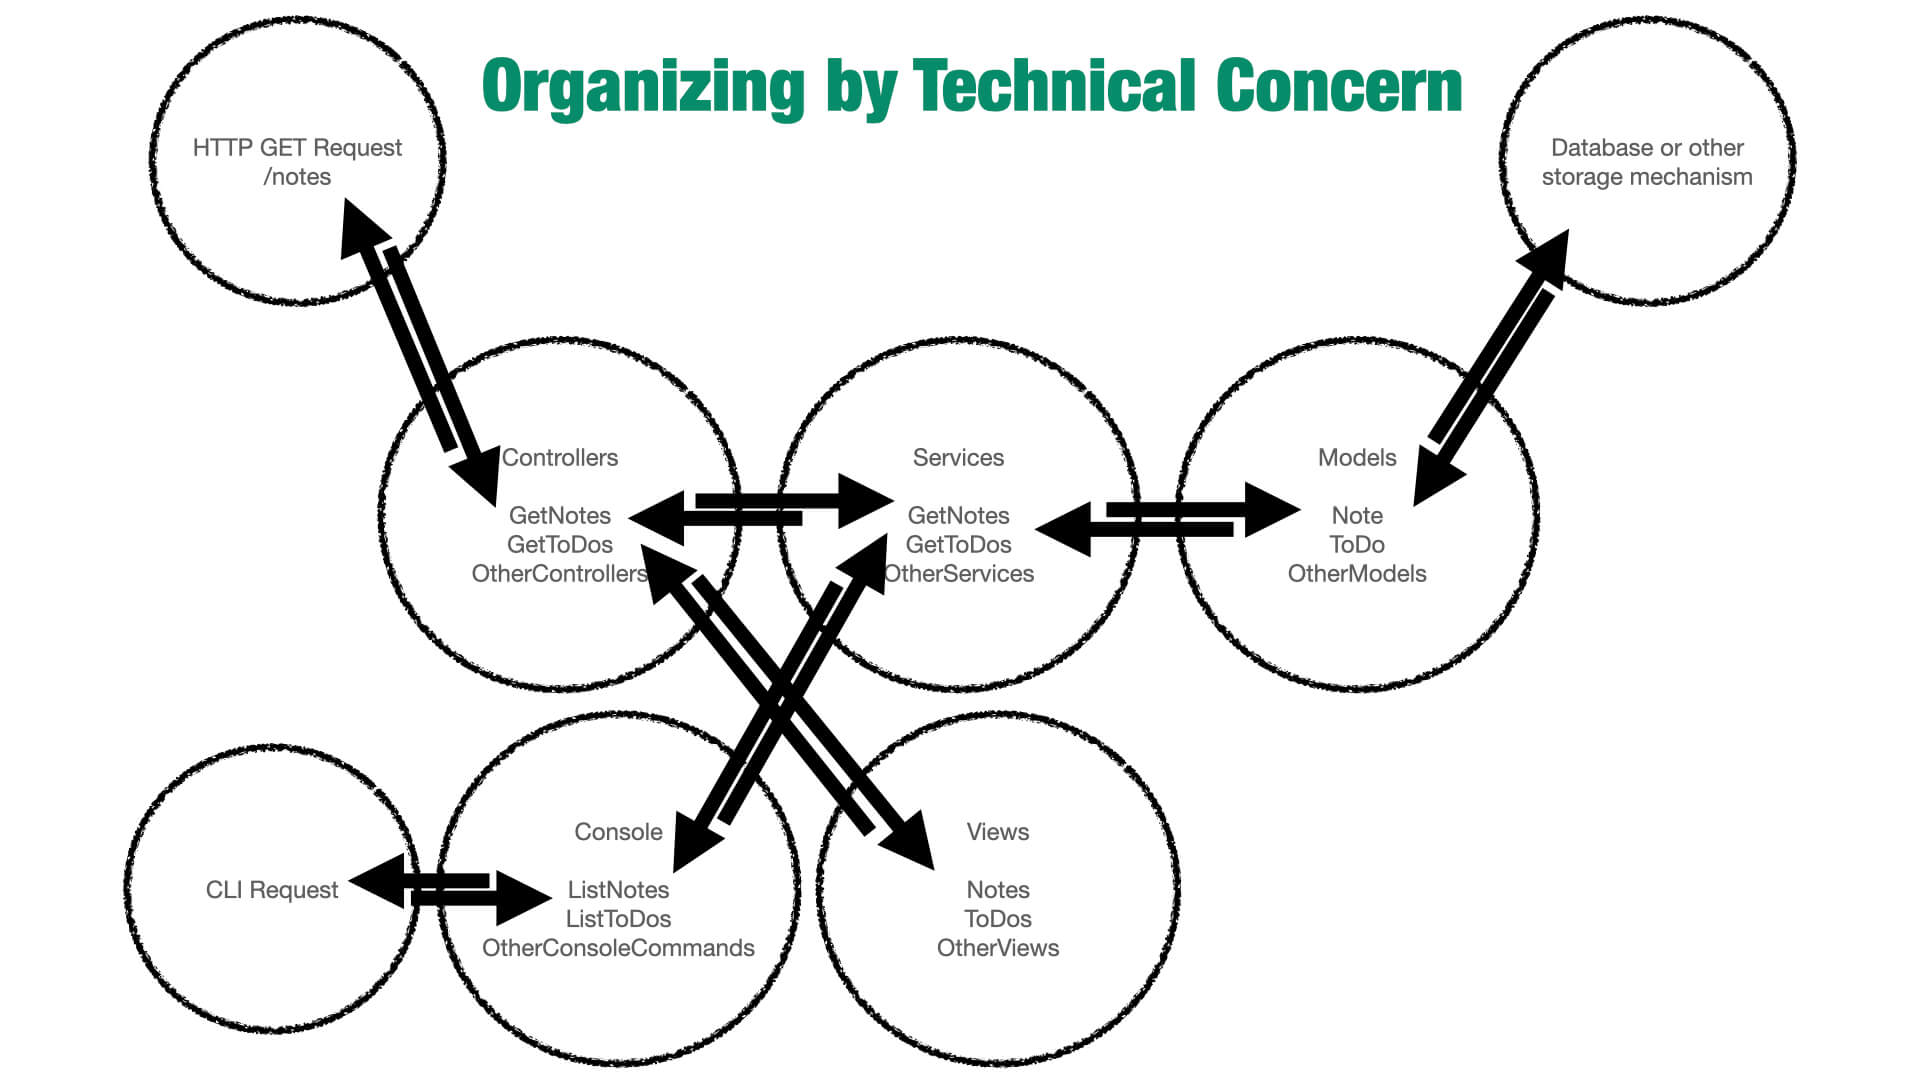 Organizing by Technical Concern
HTTP GET Request
/notes
Database or other
storage mechanism
Controllers
GetNotes
GetToDos
OtherControllers
Services
GetNotes
GetToDos
OtherServices
Models
Note
ToDo
OtherModels
CLI Request
Console
ListNotes
ListToDos
OtherConsoleCommands
Views
Notes
ToDos
OtherViews